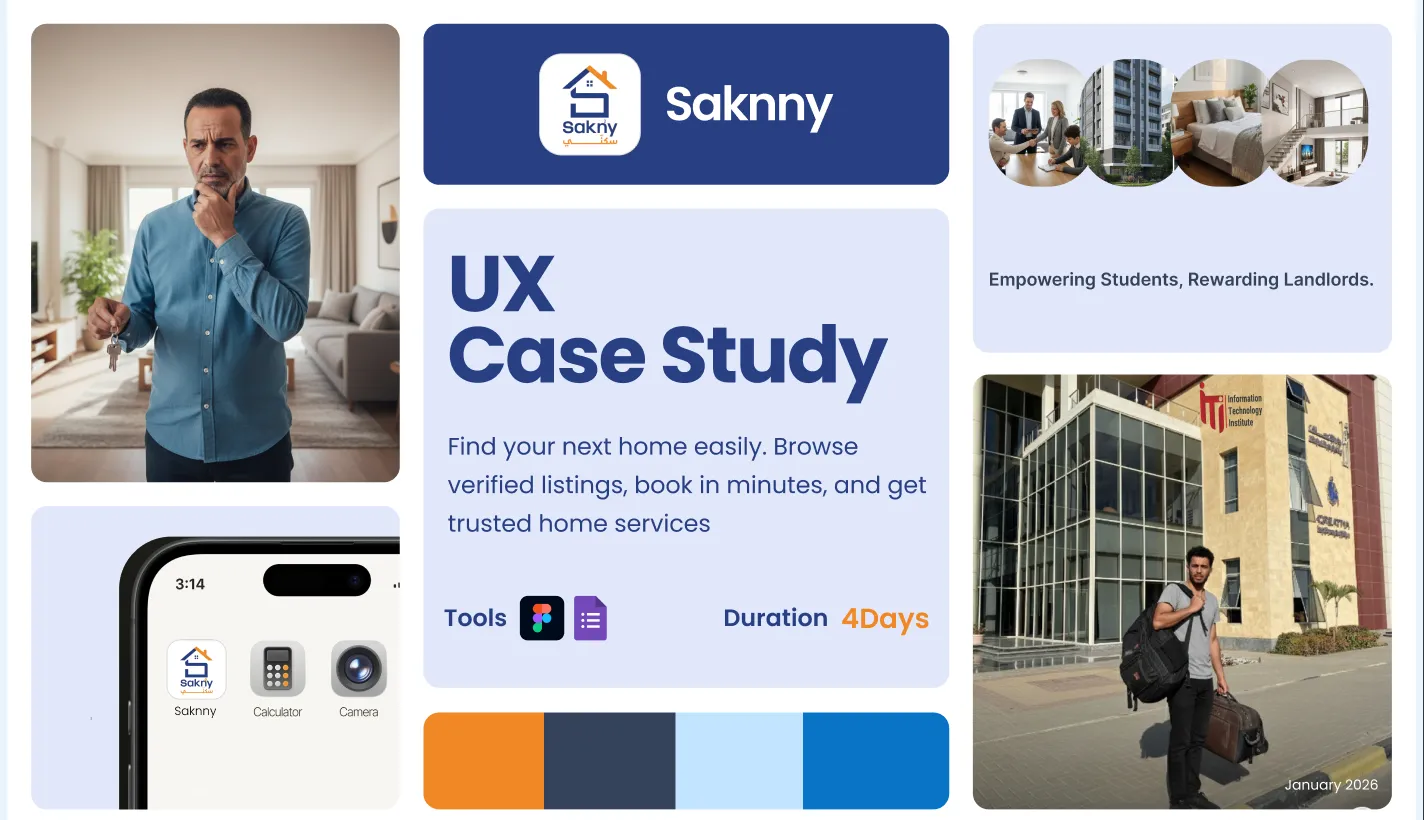 Sakny
سكني
Saknny
UX
Case Study
Find your next home easily. Browse
verified listings, book in minutes, and get
trusted home services
Tools
Duration 4Days
Empowering Students, Rewarding Landlords.
3:14
Sakny
سكني
Saknny
Calculator
Camera
iTi
Information
Technology
Institute
CREATIVA
January 2026